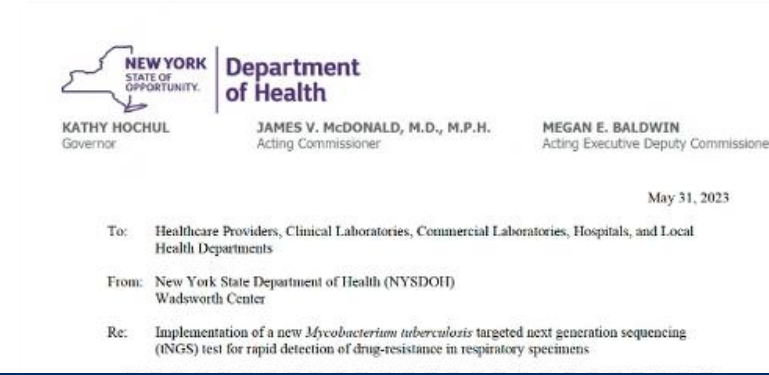 NEW YORK
STATE OF
OPPORTUNITY.
Department
of Health
KATHY HOCHUL
Governor
JAMES V. McDONALD, M.D., M.P.H.
Acting Commissioner
MEGAN E. BALDWIN
Acting Executive Deputy Commissione
May 31, 2023
To: Healthcare Providers, Clinical Laboratories, Commercial Laboratories, Hospitals, and Local
Health Departments
From: New York State Department of Health (NYSDOH)
Wadsworth Center
Re: Implementation of a new Mycobacterium tuberculosis targeted next generation sequencing
(tNGS) test for rapid detection of drug-resistance in respiratory specimens